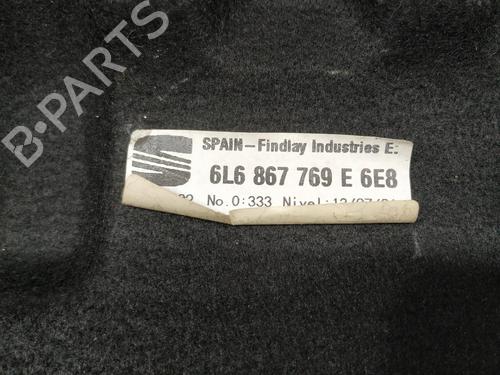 B-PARTS
SPAIN-Findlay Industries
6L6 867 769 E 6E8
No.0:333 Nivel: